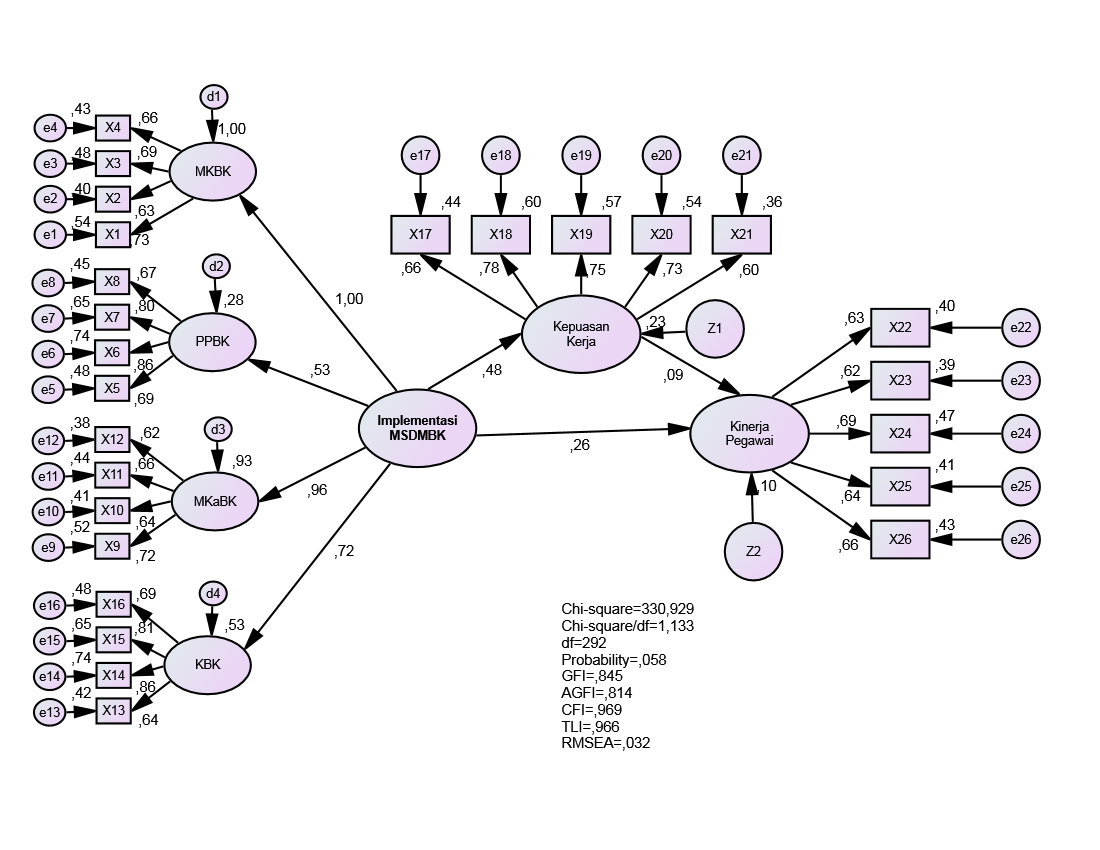 d1
1,00
e4
,43
X4
,66
e3
,48
X3
,69
MKBK
e2
,40
X2
,63
e1
,54
X1
,73
d2
,28
e8
,45
X8
,67
e7
,65
X7
,80
PPBK
e6
,74
X6
,86
e5
,48
X5
,69
d3
,93
e12
,38
X12
,62
e11
,44
X11
,66
MKaBK
e10
,41
X10
,64
e9
,52
X9
,72
d4
,53
e16
,48
X16
,69
e15
,65
X15
,81
KBK
e14
,74
X14
,86
e13
,42
X13
,64
1,00
,53
,96
,72
Implementasi
MSDMBK
,48
,26
e17
e18
e19
e20
e21
,44
,60
,57
,54
,36
X17
X18
X19
X20
X21
,66
,78
,75
,73
,60
Kepuasan
Kerja
,23
Z1
,09
Kinerja
Pegawai
,10
Z2
,63
X22
,40
e22
,62
X23
,39
e23
,69
X24
,47
e24
,64
X25
,41
e25
,66
X26
,43
e26
Chi-square=330,929
Chi-square/df=1,133
df=292
Probability=,058
GFI=,845
AGFI=,814
CFI=,969
TLI=,966
RMSEA=,032